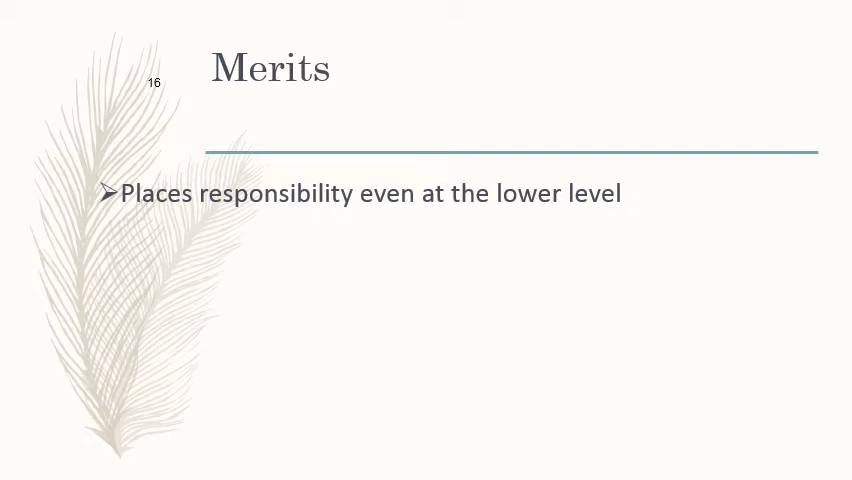 16
Merits
➢Places responsibility even at the lower level